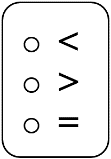 ○ <
○ >
○ =